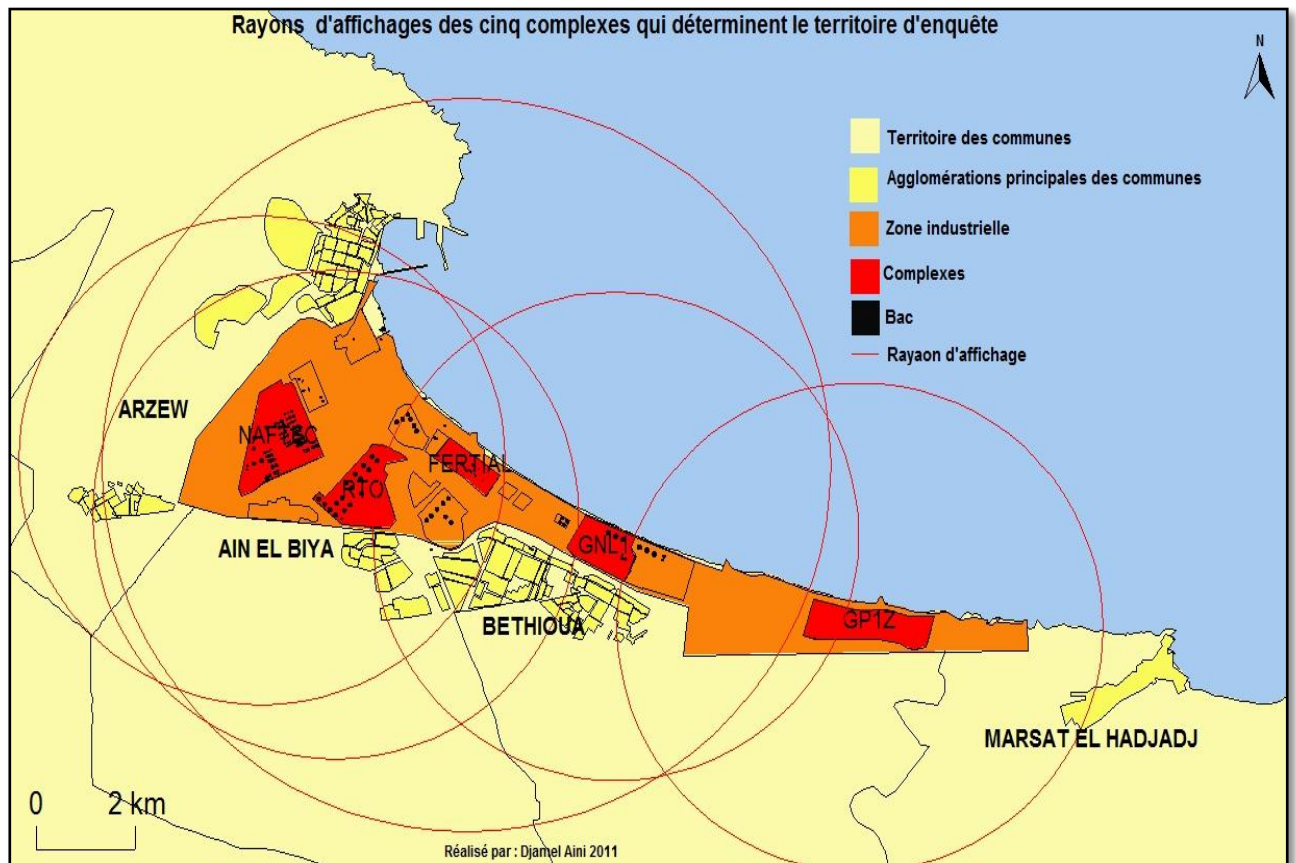 Rayons d'affichages des cinq complexes qui déterminent le territoire d'enquête
N
Territoire des communes
Agglomérations principales des communes
Zone industrielle
Complexes
Bac
Rayaon d'affichage
ARZEW
NAFTEC
FERTIAL
RTO
AIN EL BIYA
GNL1
BETHIOUA
GP1Z
MARSAT EL HADJADJ
0 2 km
Réalisé par : Djamel Aini 2011